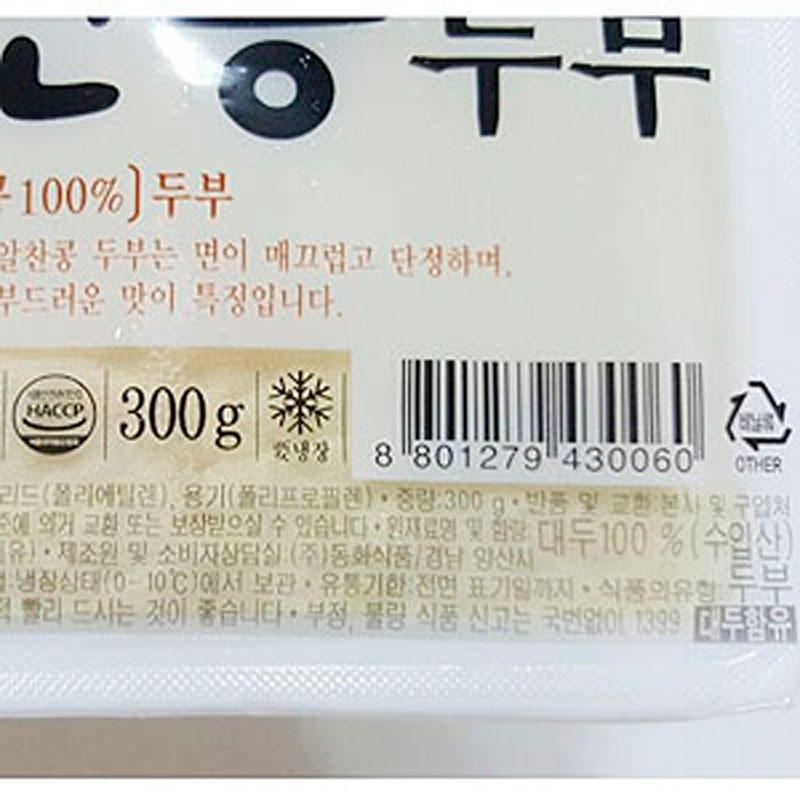 두부
100%]두부
알찬콩 두부는 면이 매끄럽고 단정하며,
부드러운 맛이 특징입니다.
HACCP
300g
냉장
8 801279 430060
비닐류
OTHER
리드(폴리에틸렌), 용기(폴리프로필렌)•중량:300 g•반품 및 교환:본사 및 구입처
준에 의거 교환 또는 보상받으실 수 있습니다•원재료명 및 함량:대두100 %(수입산)
유)•제조원 및 소비자상담실:(주)동화식품/경남 양산시
냉장상태(0-10℃)에서 보관•유통기한:전면 표기일까지•식품의유형:두부
빨리 드시는 것이 좋습니다•부정, 불량 식품 신고는 국번없이 1399 대두함유